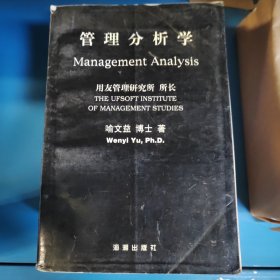 管理分析学
Management Analysis
用友管理研究所 所长
THE UFSOFT INSTITUTE
OF MANAGEMENT STUDIES
喻文益 博士 著
Wenyi Yu, Ph.D.
海潮出版社